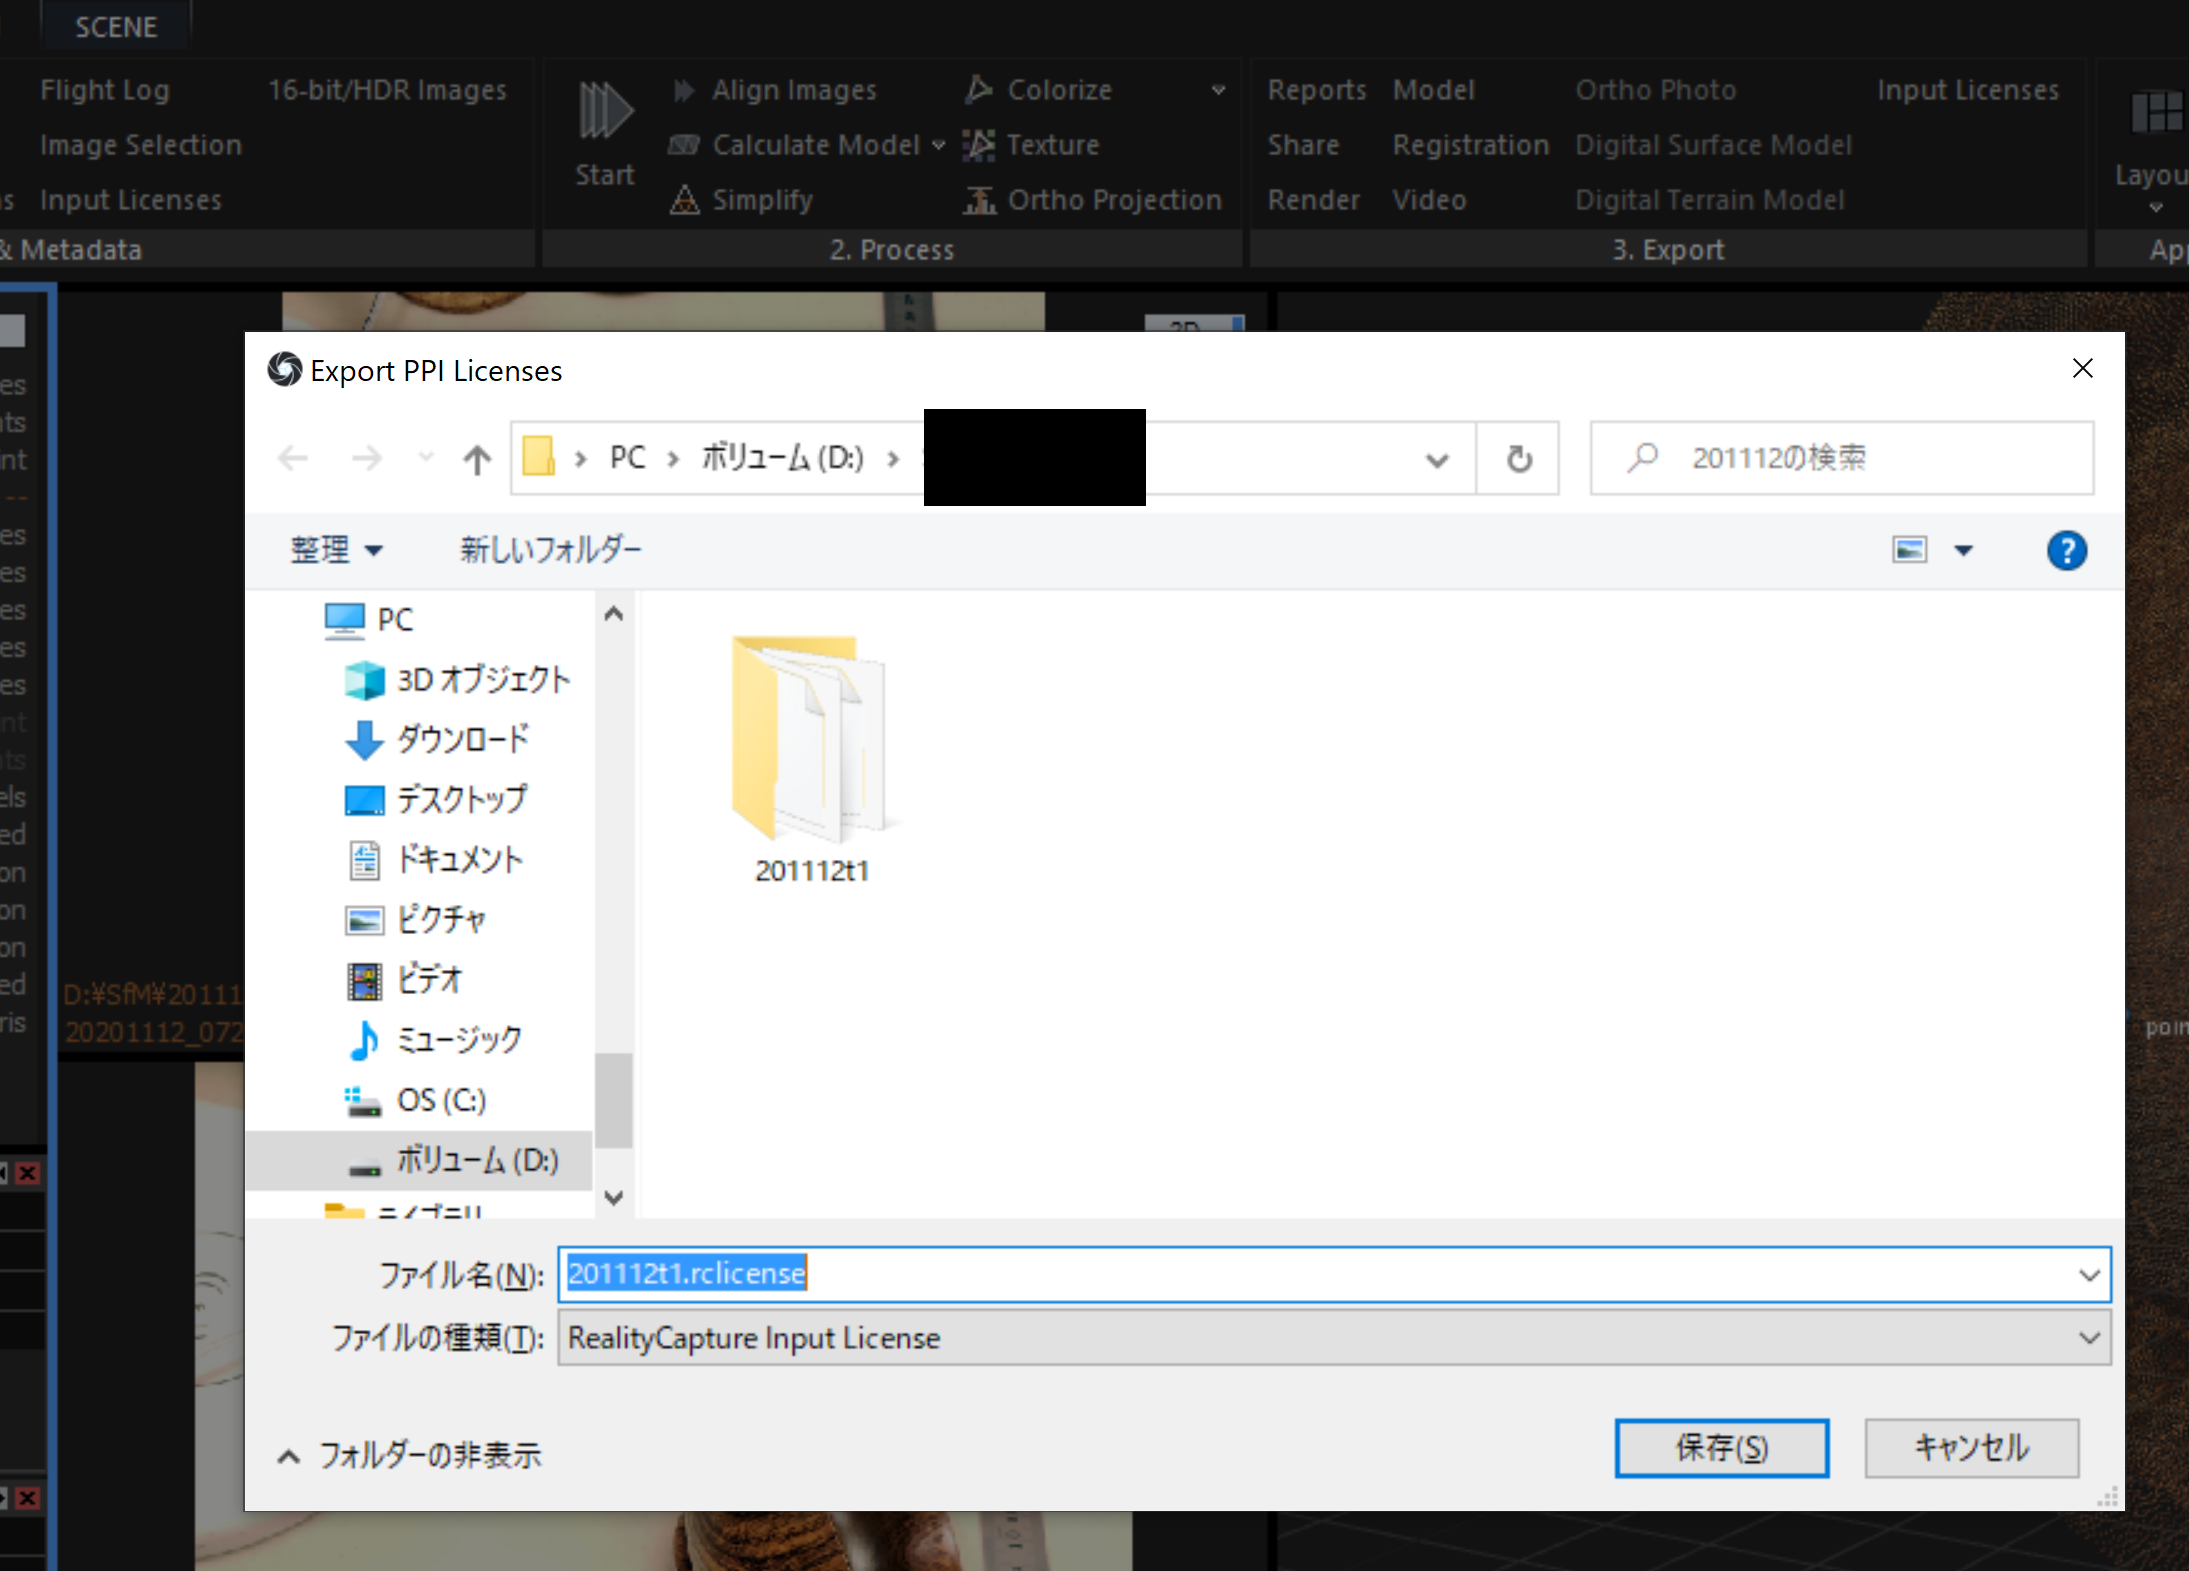 SCENE
Flight Log
16-bit/HDR Images
Image Selection
Input Licenses
& Metadata
Start
Align Images
Calculate Model
Simplify
Colorize
Texture
Ortho Projection
2. Process
Reports
Share
Render
Model
Registration
Video
Ortho Photo
Digital Surface Model
Digital Terrain Model
Input Licenses
3. Export
Export PPI Licenses
PC
ボリューム (D:)
201112の検索
整理
新しいフォルダー
PC
3D オブジェクト
ダウンロード
デスクトップ
ドキュメント
ピクチャ
ビデオ
ミュージック
OS (C:)
ボリューム (D:)
ライブラリ
201112t1
D:¥SfM¥20111
20201112_072
ファイル名(N):
201112t1.rclicense
ファイルの種類(T):
RealityCapture Input License
フォルダーの非表示
保存(S)
キャンセル